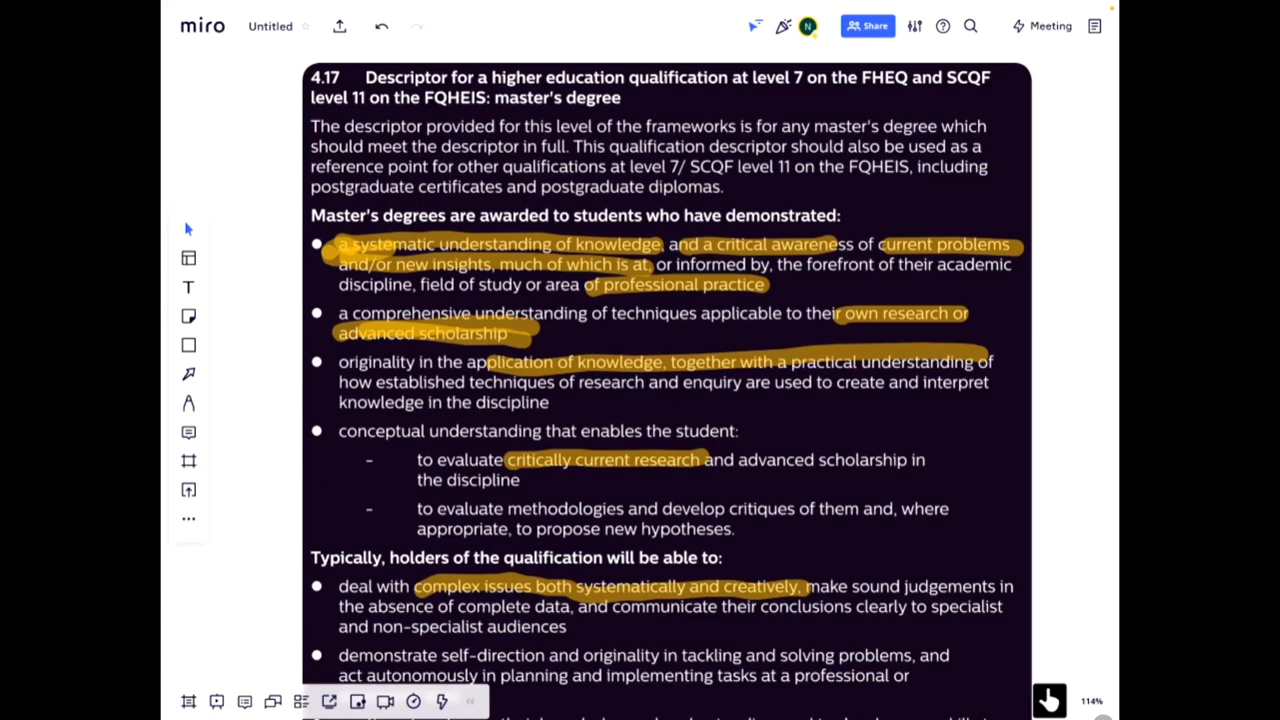 miro Untitled N Share Meeting
4.17 Descriptor for a higher education qualification at level 7 on the FHEQ and SCQF
level 11 on the FQHEIS: master's degree
The descriptor provided for this level of the frameworks is for any master's degree which
should meet the descriptor in full. This qualification descriptor should also be used as a
reference point for other qualifications at level 7/ SCQF level 11 on the FQHEIS, including
postgraduate certificates and postgraduate diplomas.
Master's degrees are awarded to students who have demonstrated:
● a systematic understanding of knowledge, and a critical awareness of current problems
and/or new insights, much of which is at, or informed by, the forefront of their academic
discipline, field of study or area of professional practice
● a comprehensive understanding of techniques applicable to their own research or
advanced scholarship
● originality in the application of knowledge, together with a practical understanding of
how established techniques of research and enquiry are used to create and interpret
knowledge in the discipline
● conceptual understanding that enables the student:
- to evaluate critically current research and advanced scholarship in
the discipline
- to evaluate methodologies and develop critiques of them and, where
appropriate, to propose new hypotheses.
Typically, holders of the qualification will be able to:
● deal with complex issues both systematically and creatively, make sound judgements in
the absence of complete data, and communicate their conclusions clearly to specialist
and non-specialist audiences
● demonstrate self-direction and originality in tackling and solving problems, and
act autonomously in planning and implementing tasks at a professional or
114%